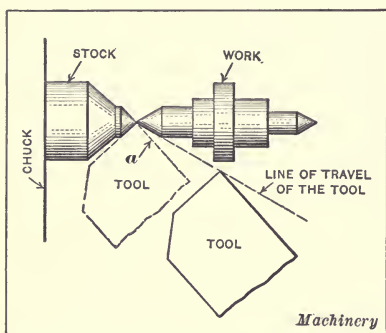 STOCK
WORK
CHUCK
a
TOOL
LINE OF TRAVEL
OF THE TOOL
TOOL
Machinery